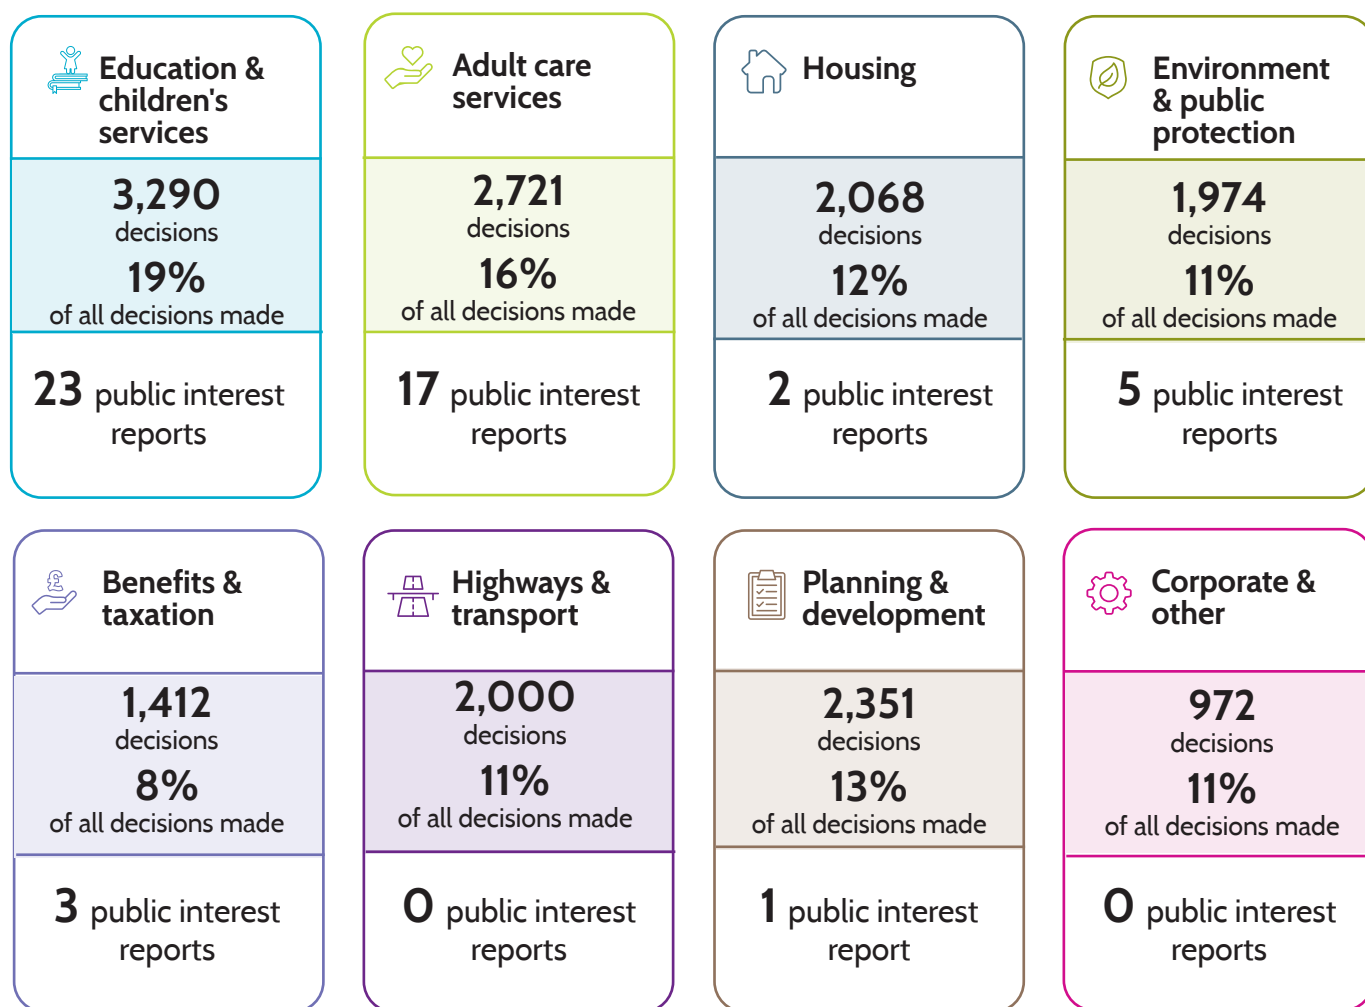 Education &
children's
services
3,290
decisions
19%
of all decisions made
23 public interest
reports
Adult care
services
2,721
decisions
16%
of all decisions made
17 public interest
reports
Housing
2,068
decisions
12%
of all decisions made
2 public interest
reports
Environment
& public
protection
1,974
decisions
11%
of all decisions made
5 public interest
reports
£
Benefits &
taxation
1,412
decisions
8%
of all decisions made
3 public interest
reports
Highways &
transport
2,000
decisions
11%
of all decisions made
0 public interest
reports
Planning &
development
2,351
decisions
13%
of all decisions made
1 public interest
report
Corporate &
other
972
decisions
11%
of all decisions made
0 public interest
reports